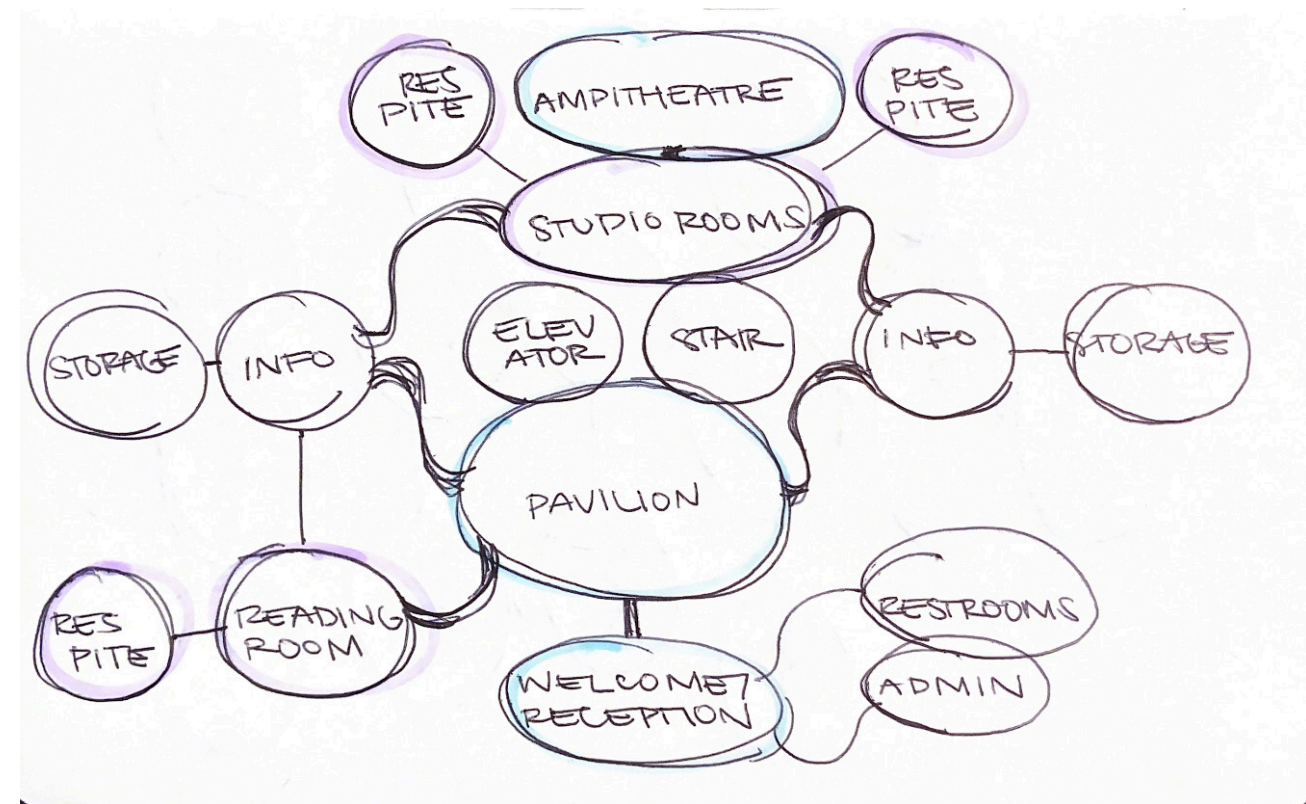 RES
PITE
AMPITHEATRE
RES
PITE
STUDIO ROOMS
STORAGE
INFO
ELEV
ATOR
STAIR
INFO
STORAGE
PAVILION
RES
PITE
READING
ROOM
WELCOME/
RECEPTION
RESTROOMS
ADMIN